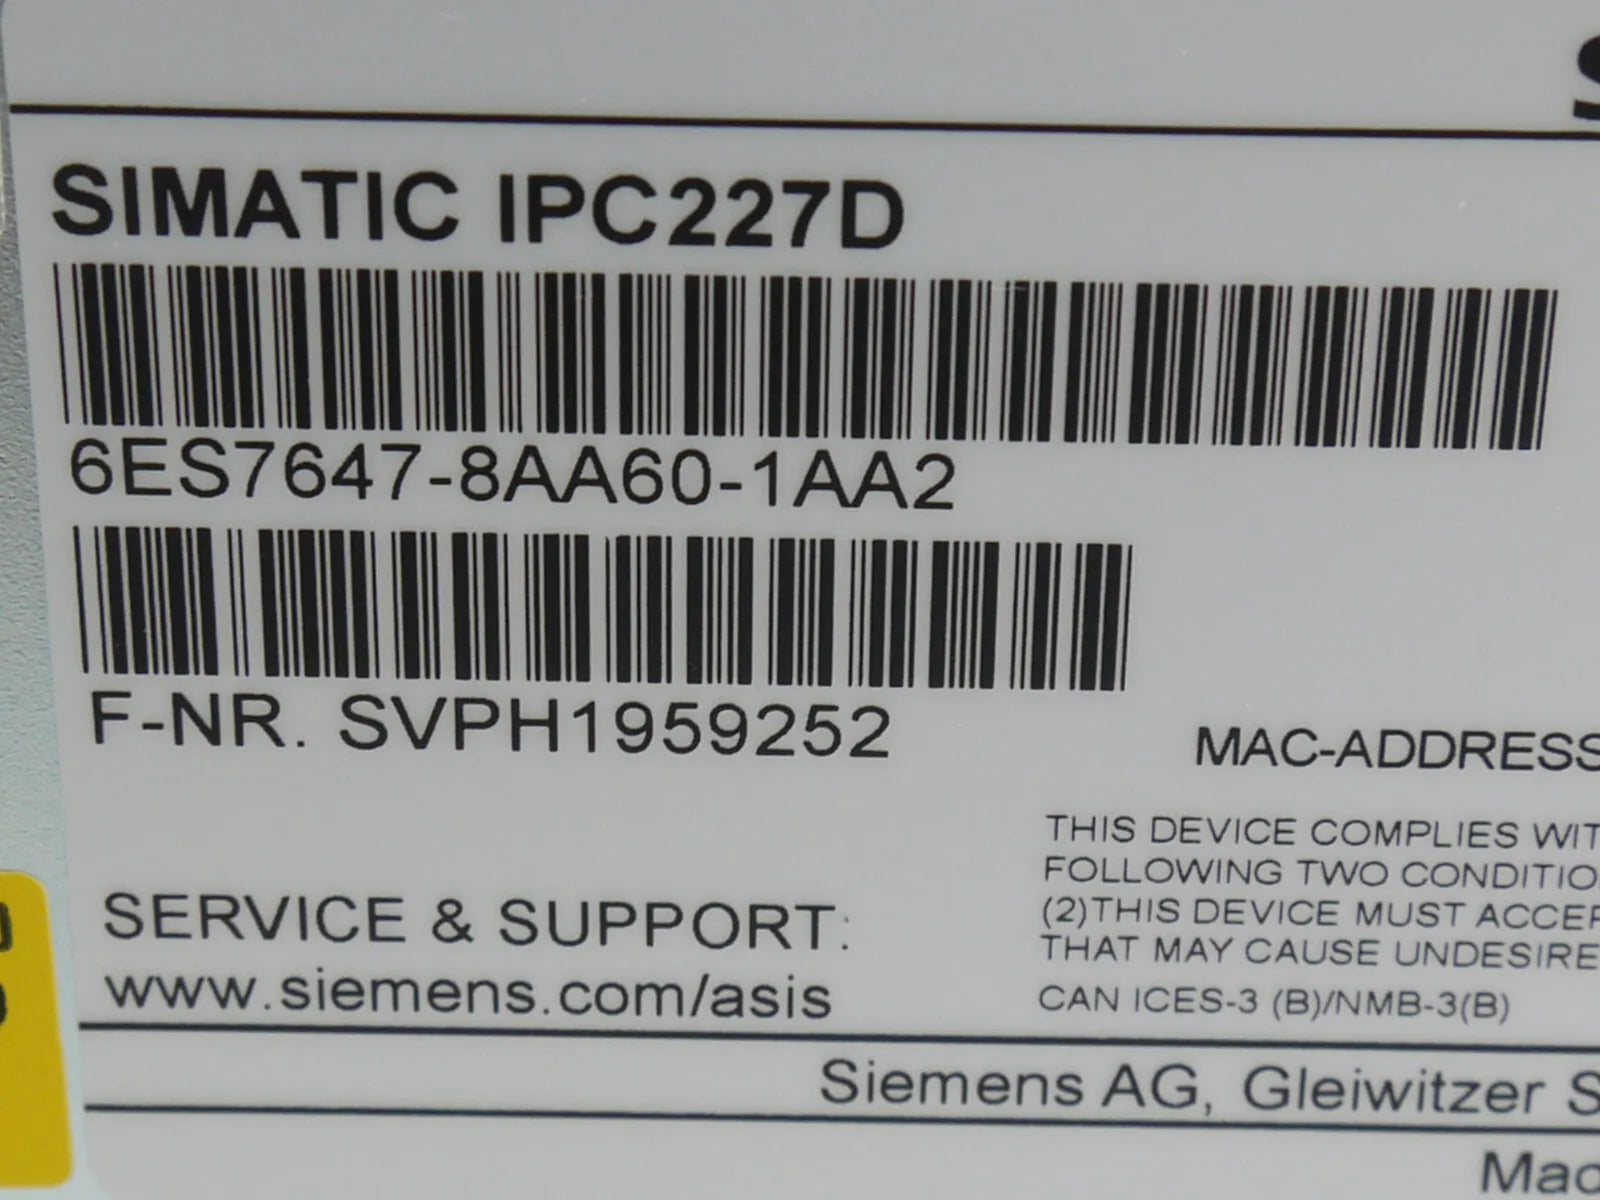 SIMATIC IPC227D
6ES7647-8AA60-1AA2
F-NR. SVPH1959252
MAC-ADDRESS
THIS DEVICE COMPLIES WIT
FOLLOWING TWO CONDITIO
(2)THIS DEVICE MUST ACCEP
THAT MAY CAUSE UNDESIRE
CAN ICES-3 (B)/NMB-3(B)
SERVICE & SUPPORT:
www.siemens.com/asis
Siemens AG, Gleiwitzer S